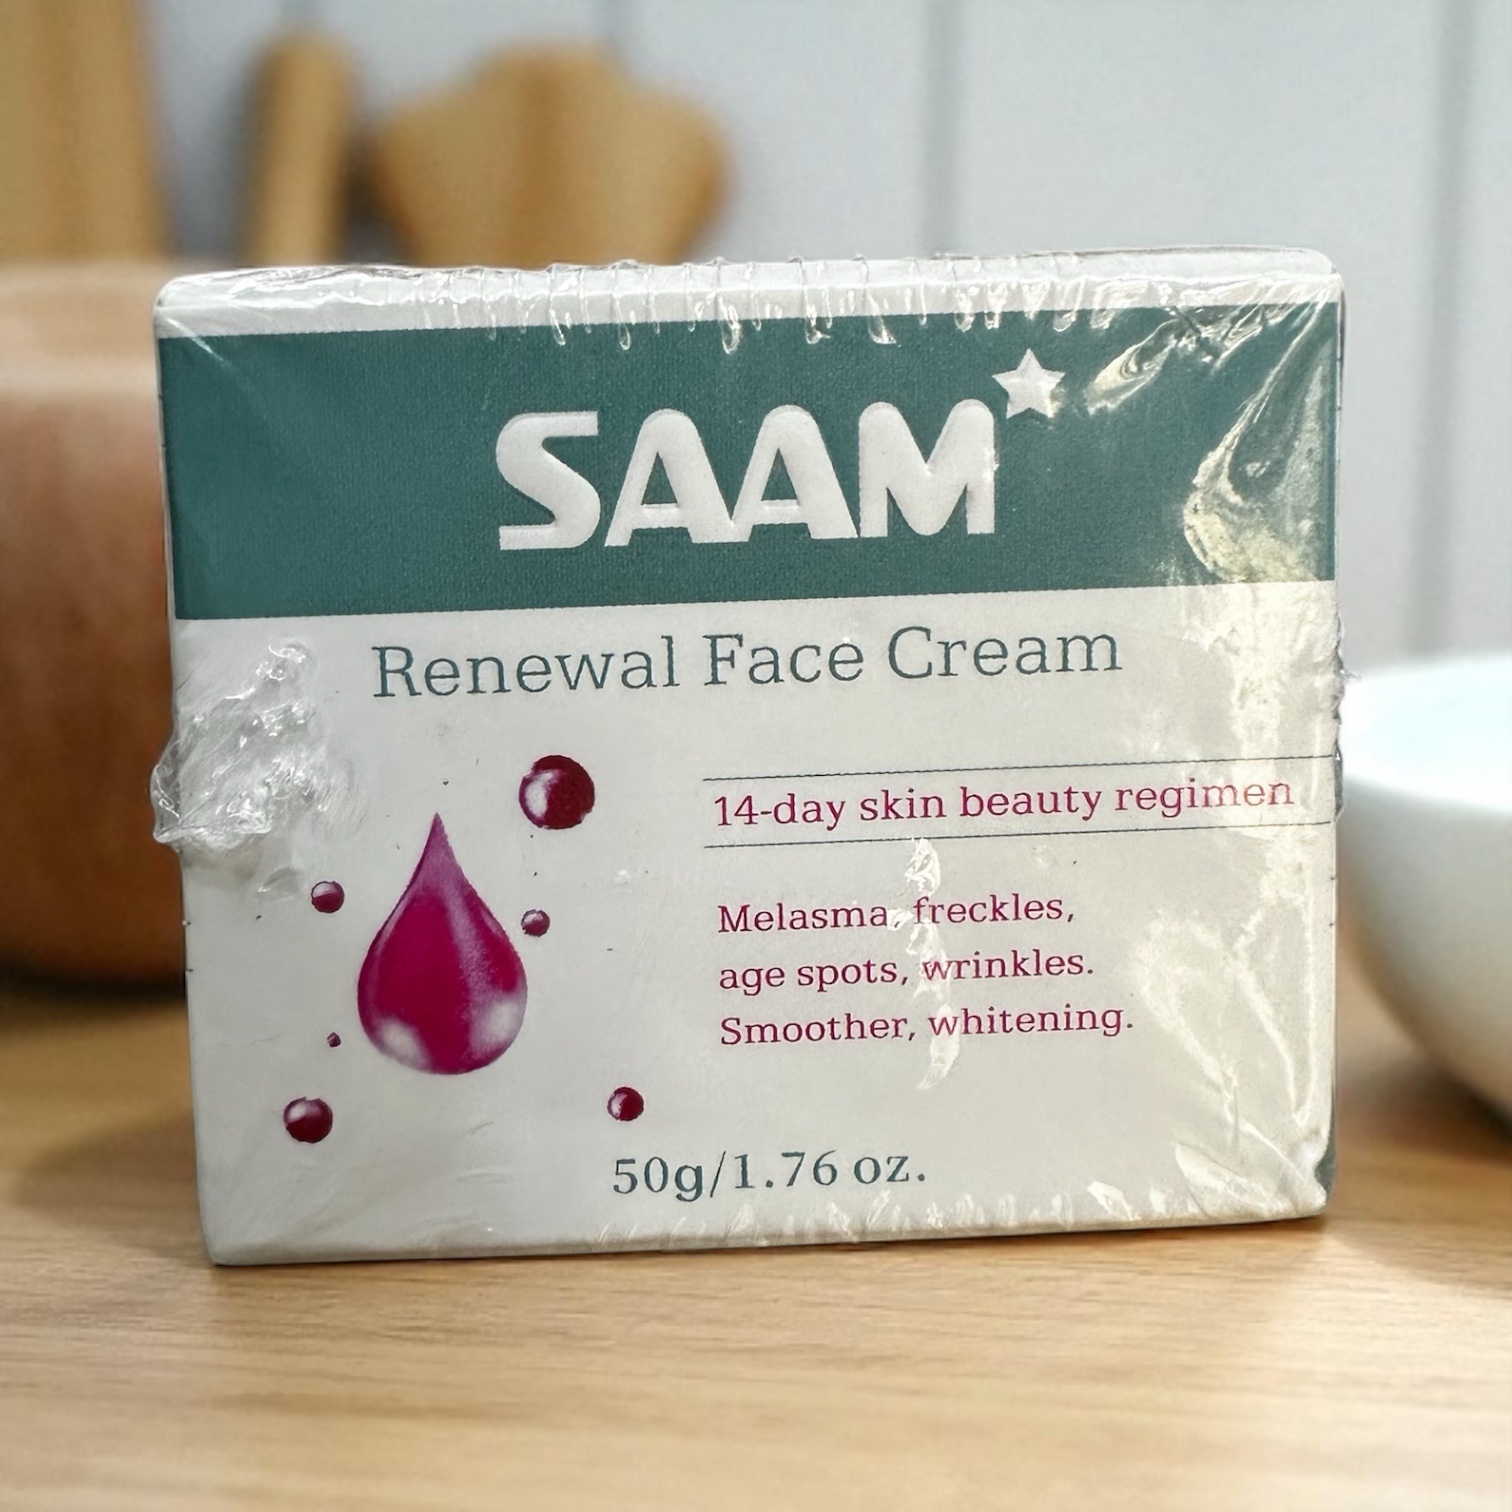 SAAM
Renewal Face Cream
14-day skin beauty regimen
Melasma, freckles,
age spots, wrinkles.
Smoother, whitening.
50g/1.76 oz.